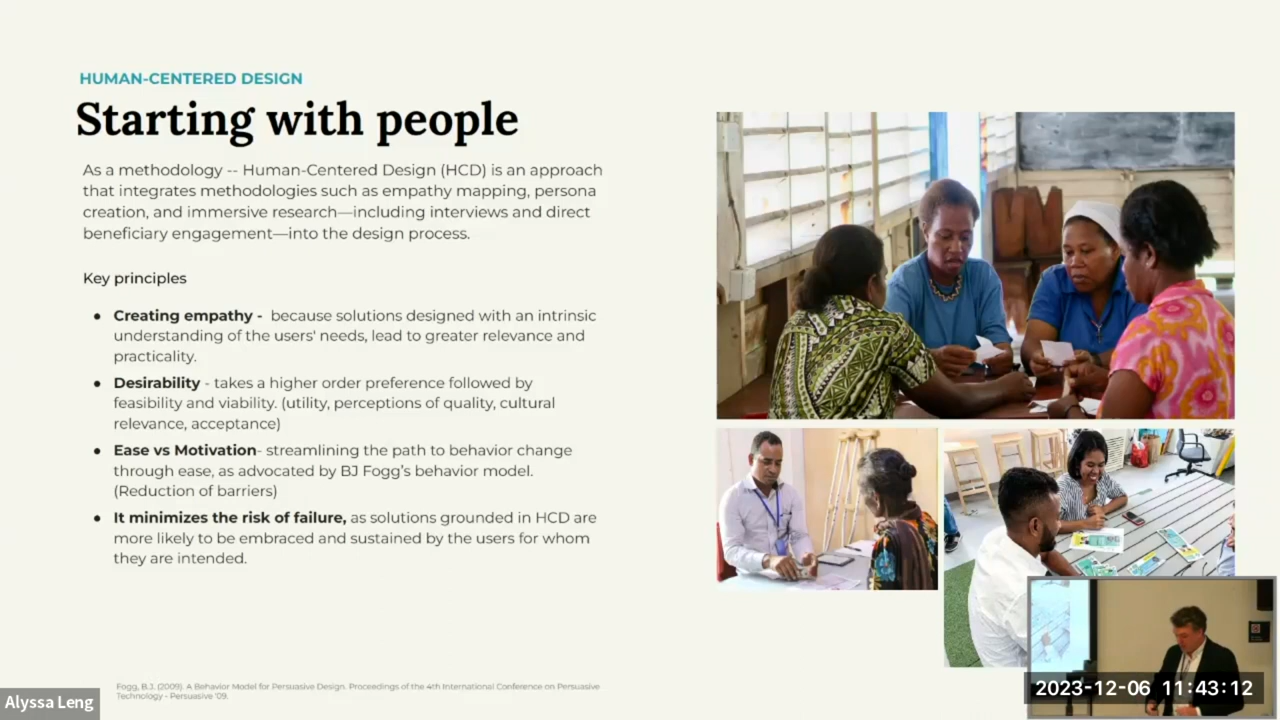 HUMAN-CENTERED DESIGN
Starting with people
As a methodology -- Human-Centered Design (HCD) is an approach
that integrates methodologies such as empathy mapping, persona
creation, and immersive research—including interviews and direct
beneficiary engagement—into the design process.
Key principles
● Creating empathy -  because solutions designed with an intrinsic
understanding of the users' needs, lead to greater relevance and
practicality.
● Desirability - takes a higher order preference followed by
feasibility and viability. (utility, perceptions of quality, cultural
relevance, acceptance)
● Ease vs Motivation- streamlining the path to behavior change
through ease, as advocated by BJ Fogg’s behavior model.
(Reduction of barriers)
● It minimizes the risk of failure, as solutions grounded in HCD are
more likely to be embraced and sustained by the users for whom
they are intended.
Fogg, B.J. (2009). A Behavior Model for Persuasive Design. Proceedings of the 4th International Conference on Persuasive
Technology - Persuasive '09.
Alyssa Leng
2023-12-06 11:43:12